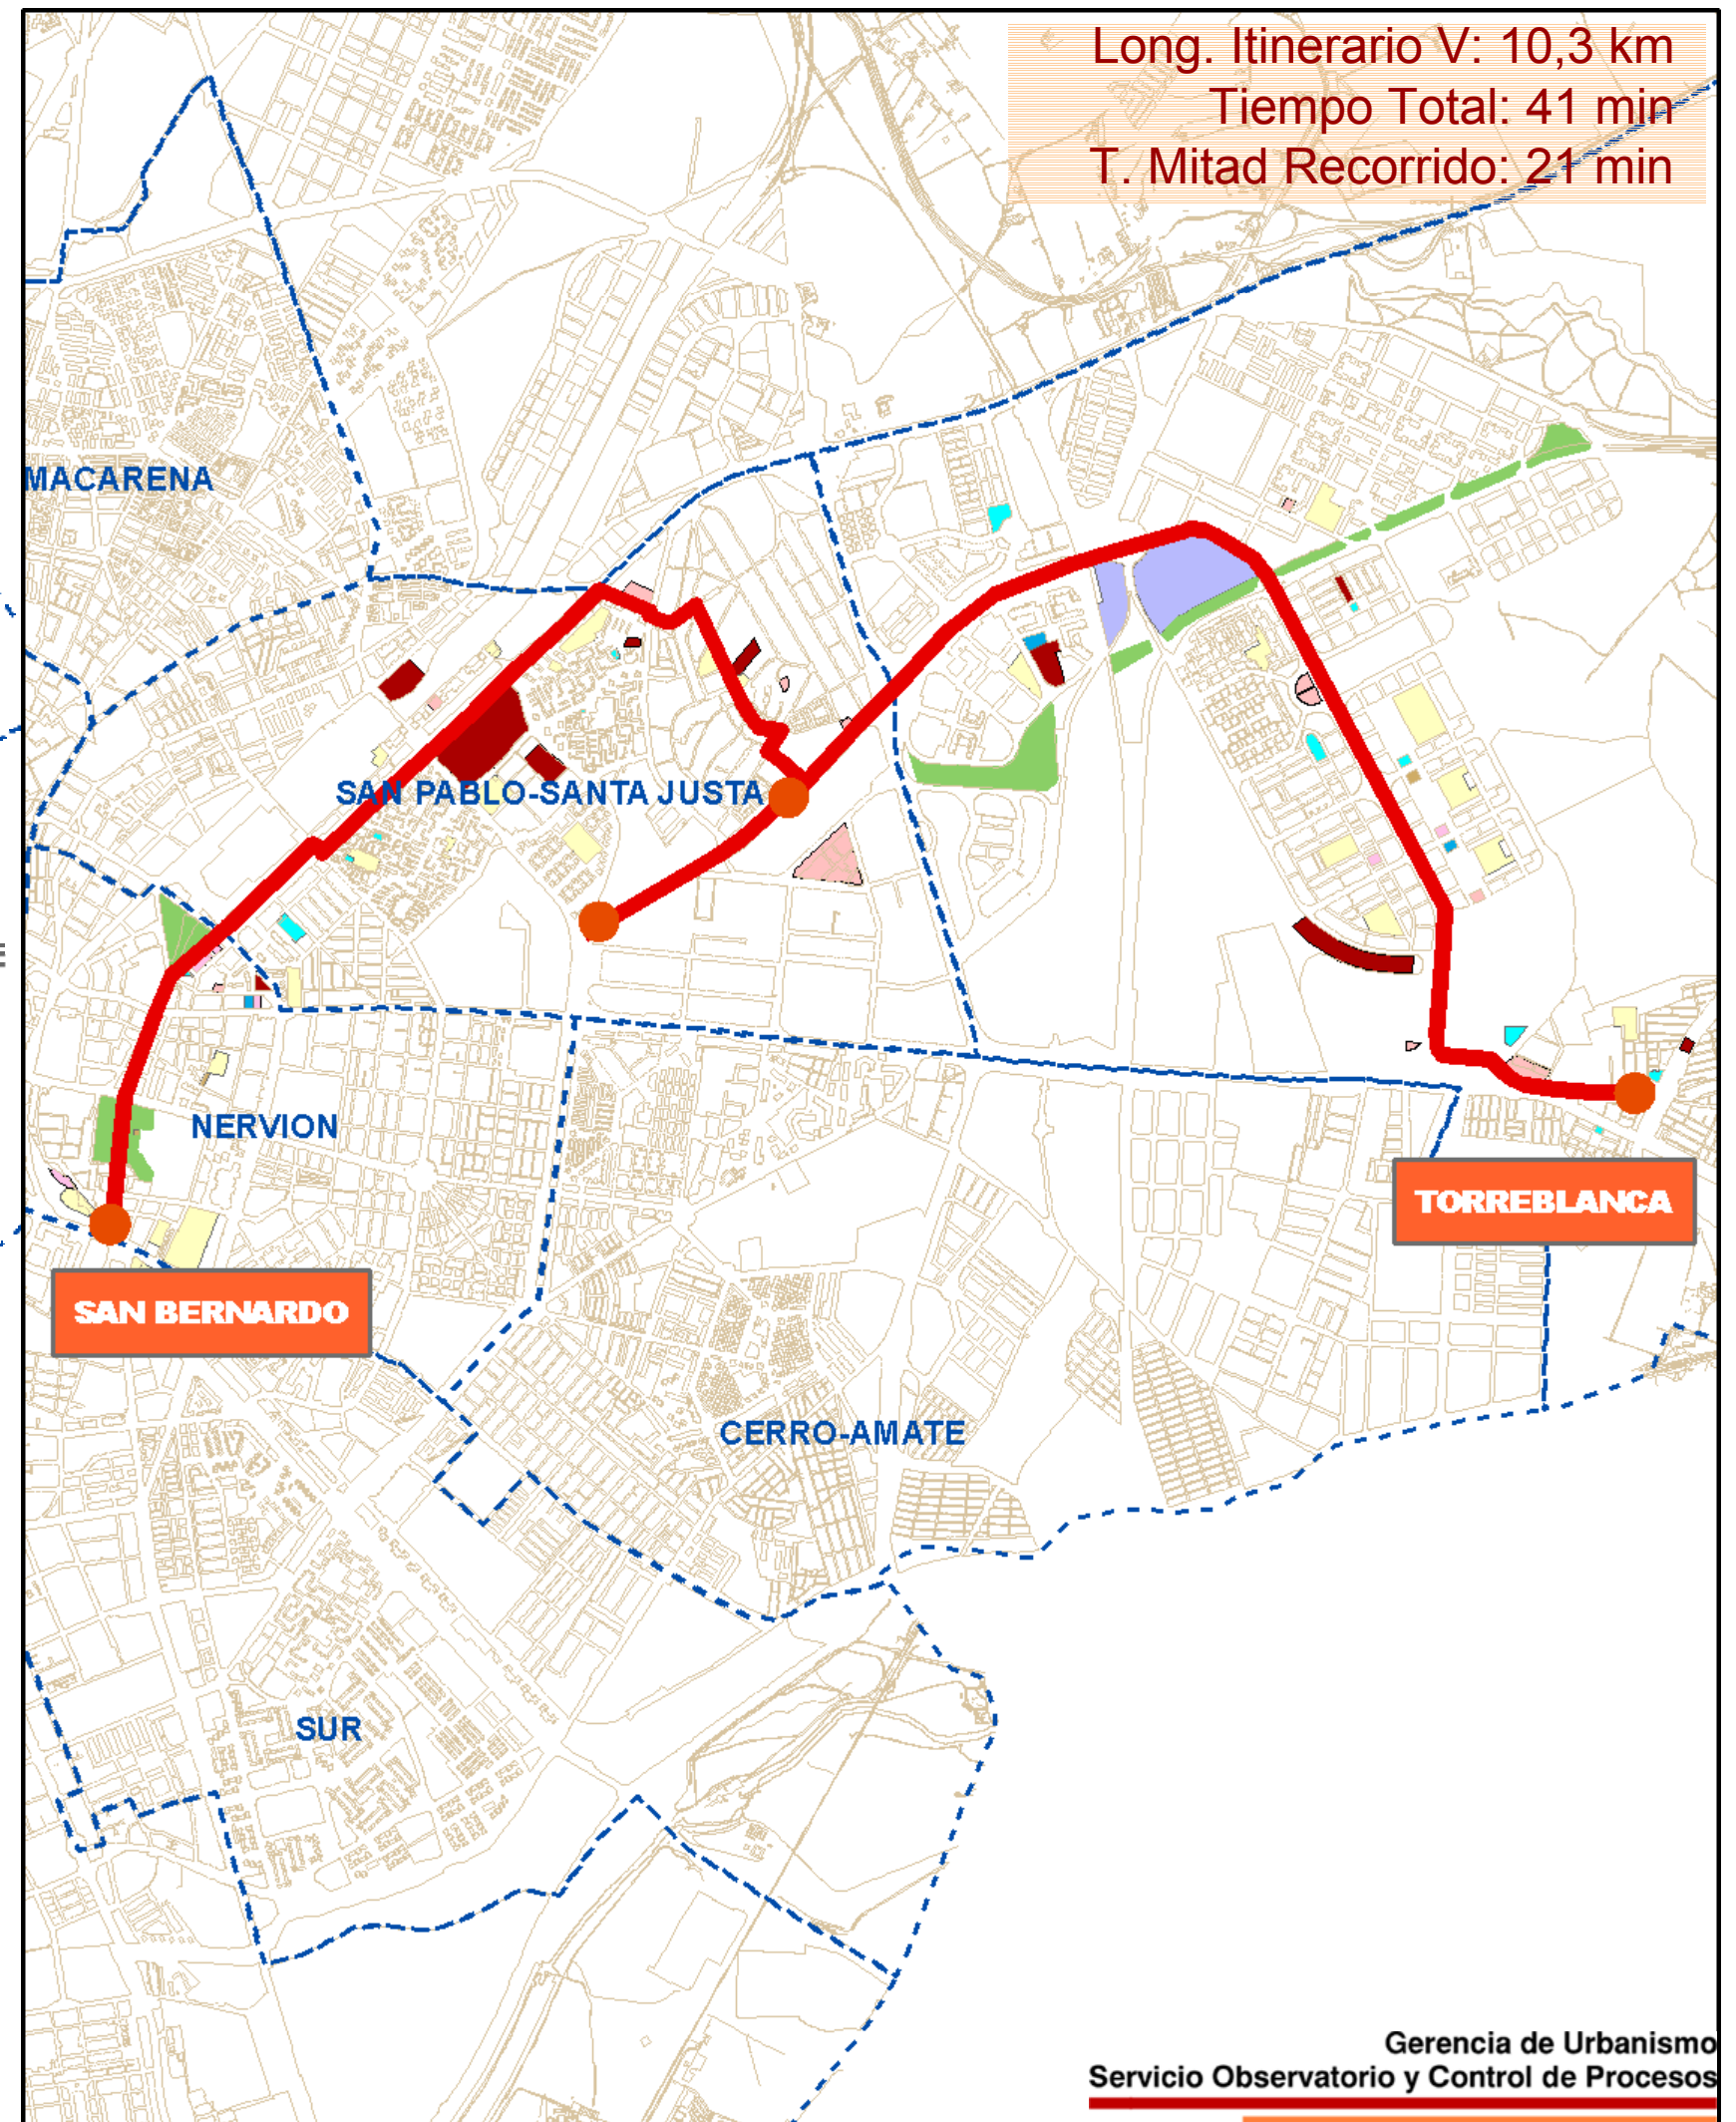 Long. Itinerario V: 10,3 km
Tiempo Total: 41 min
T. Mitad Recorrido: 21 min
MACARENA
SAN PABLO-SANTA JUSTA
E
NERVION
TORREBLANCA
SAN BERNARDO
CERRO-AMATE
SUR
Gerencia de Urbanismo
Servicio Observatorio y Control de Procesos